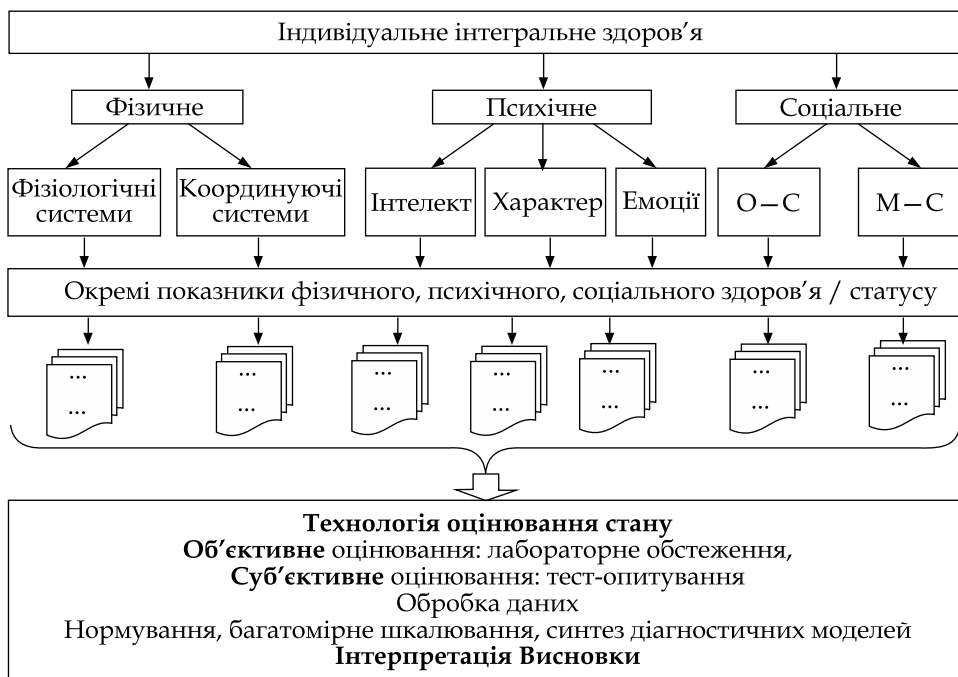 Індивідуальне інтегральне здоров’я
Фізичне
Психічне
Соціальне
Фізіологічні
системи
Координуючі
системи
Інтелект
Характер
Емоції
О – С
М – С
Окремі показники фізичного, психічного, соціального здоров’я / статусу
...
...
...
...
...
...
...
...
...
...
...
...
...
...
Технологія оцінювання стану
Об’єктивне оцінювання: лабораторне обстеження,
Суб’єктивне оцінювання: тест-опитування
Обробка даних
Нормування, багатомірне шкалювання, синтез діагностичних моделей
Інтерпретація Висновки